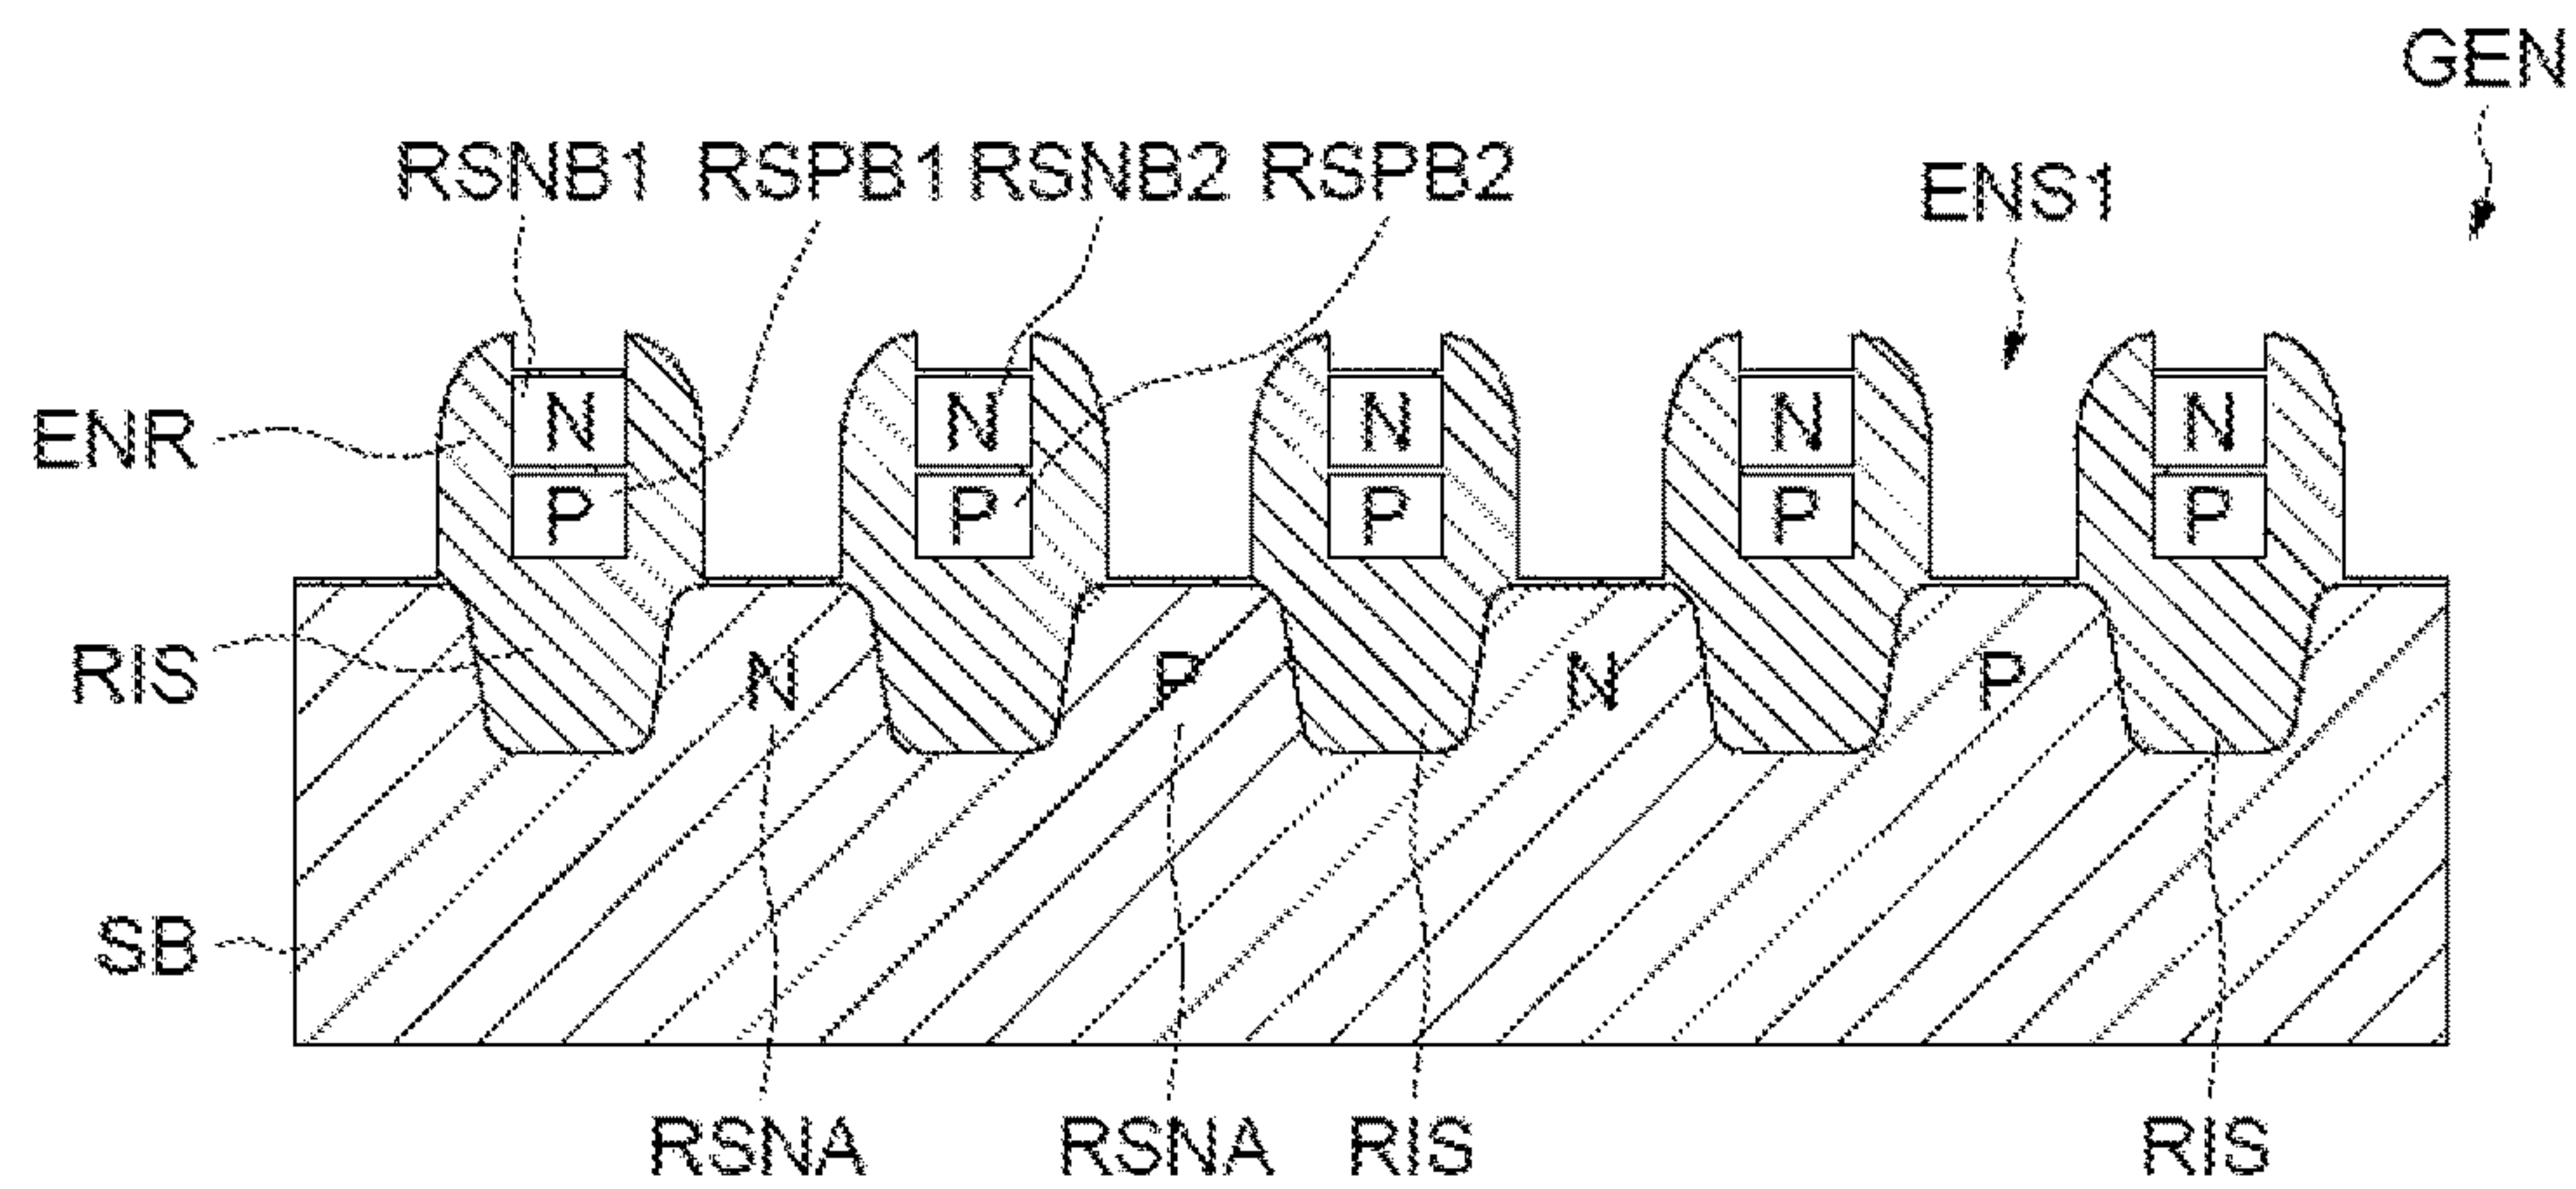 GEN
RSNB1 RSPB1 RSNB2 RSPB2
ENS1
ENR
N N N N N
P P P P P
RIS
N P N P
SB
RSNA RSNA RIS RIS